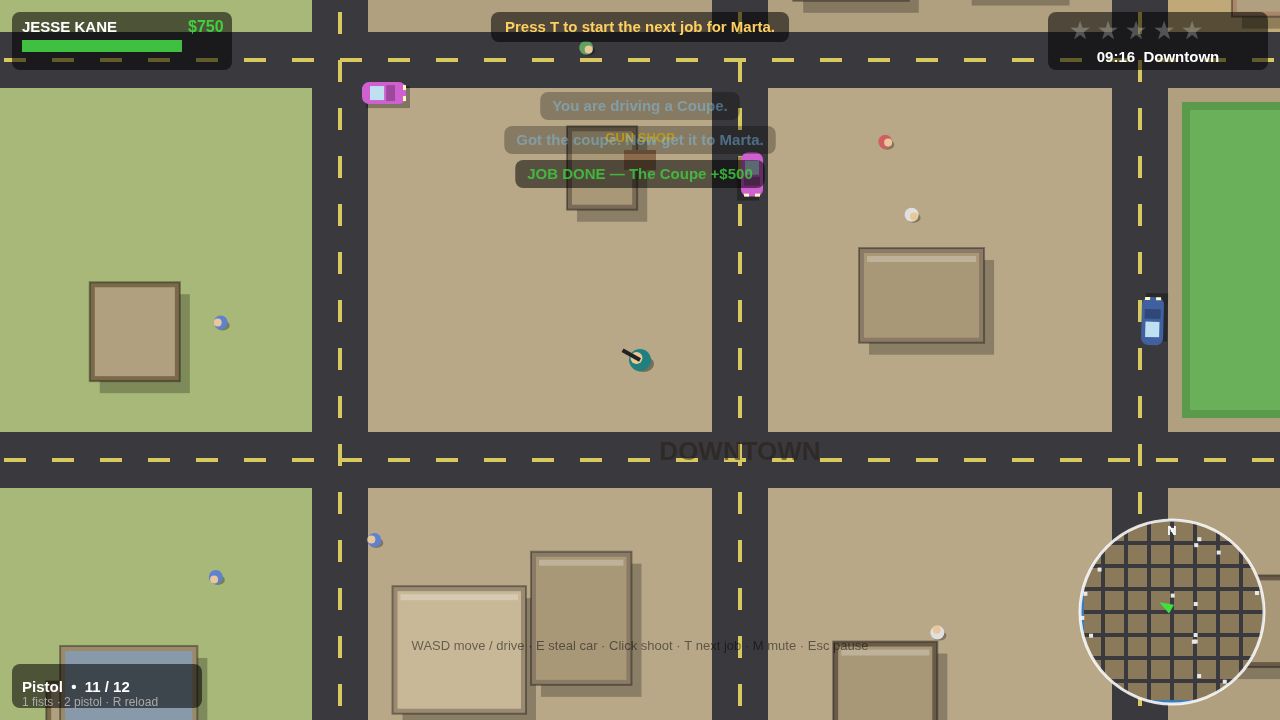 JESSE KANE $750
Press T to start the next job for Marta.
★ ★ ★ ★ ★
09:16 Downtown
You are driving a Coupe.
GUN SHOP
Got the coupe. Now get it to Marta.
JOB DONE — The Coupe +$500
DOWNTOWN
N
WASD move / drive · E steal car · Click shoot · T next job · M mute · Esc pause
Pistol • 11 / 12
1 fists · 2 pistol · R reload